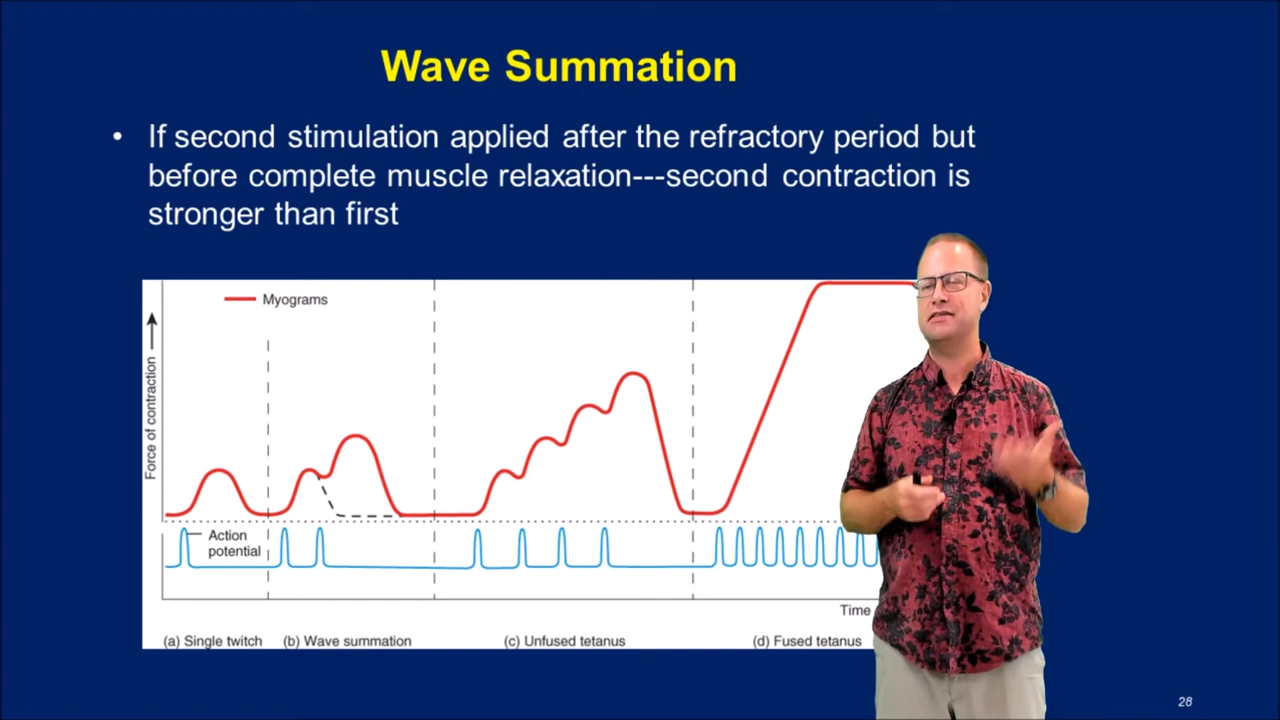 Wave Summation
• If second stimulation applied after the refractory period but
before complete muscle relaxation---second contraction is
stronger than first
Myograms
Force of contraction
Action
potential
Time
(a) Single twitch
(b) Wave summation
(c) Unfused tetanus
(d) Fused tetanus
28